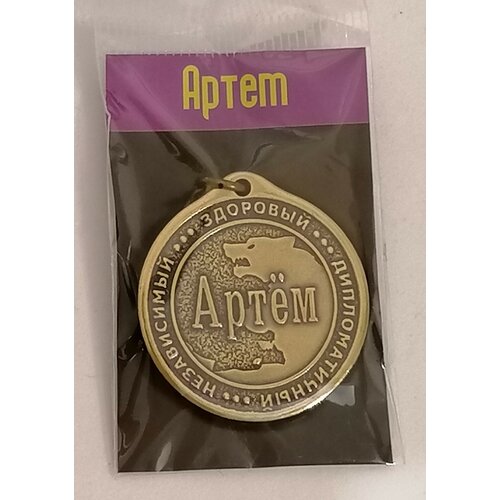 Артем
НЕЗАВИСИМЫЙ ••• ЗДОРОВЫЙ ••• ДИПЛОМАТИЧНЫЙ •••
Артём